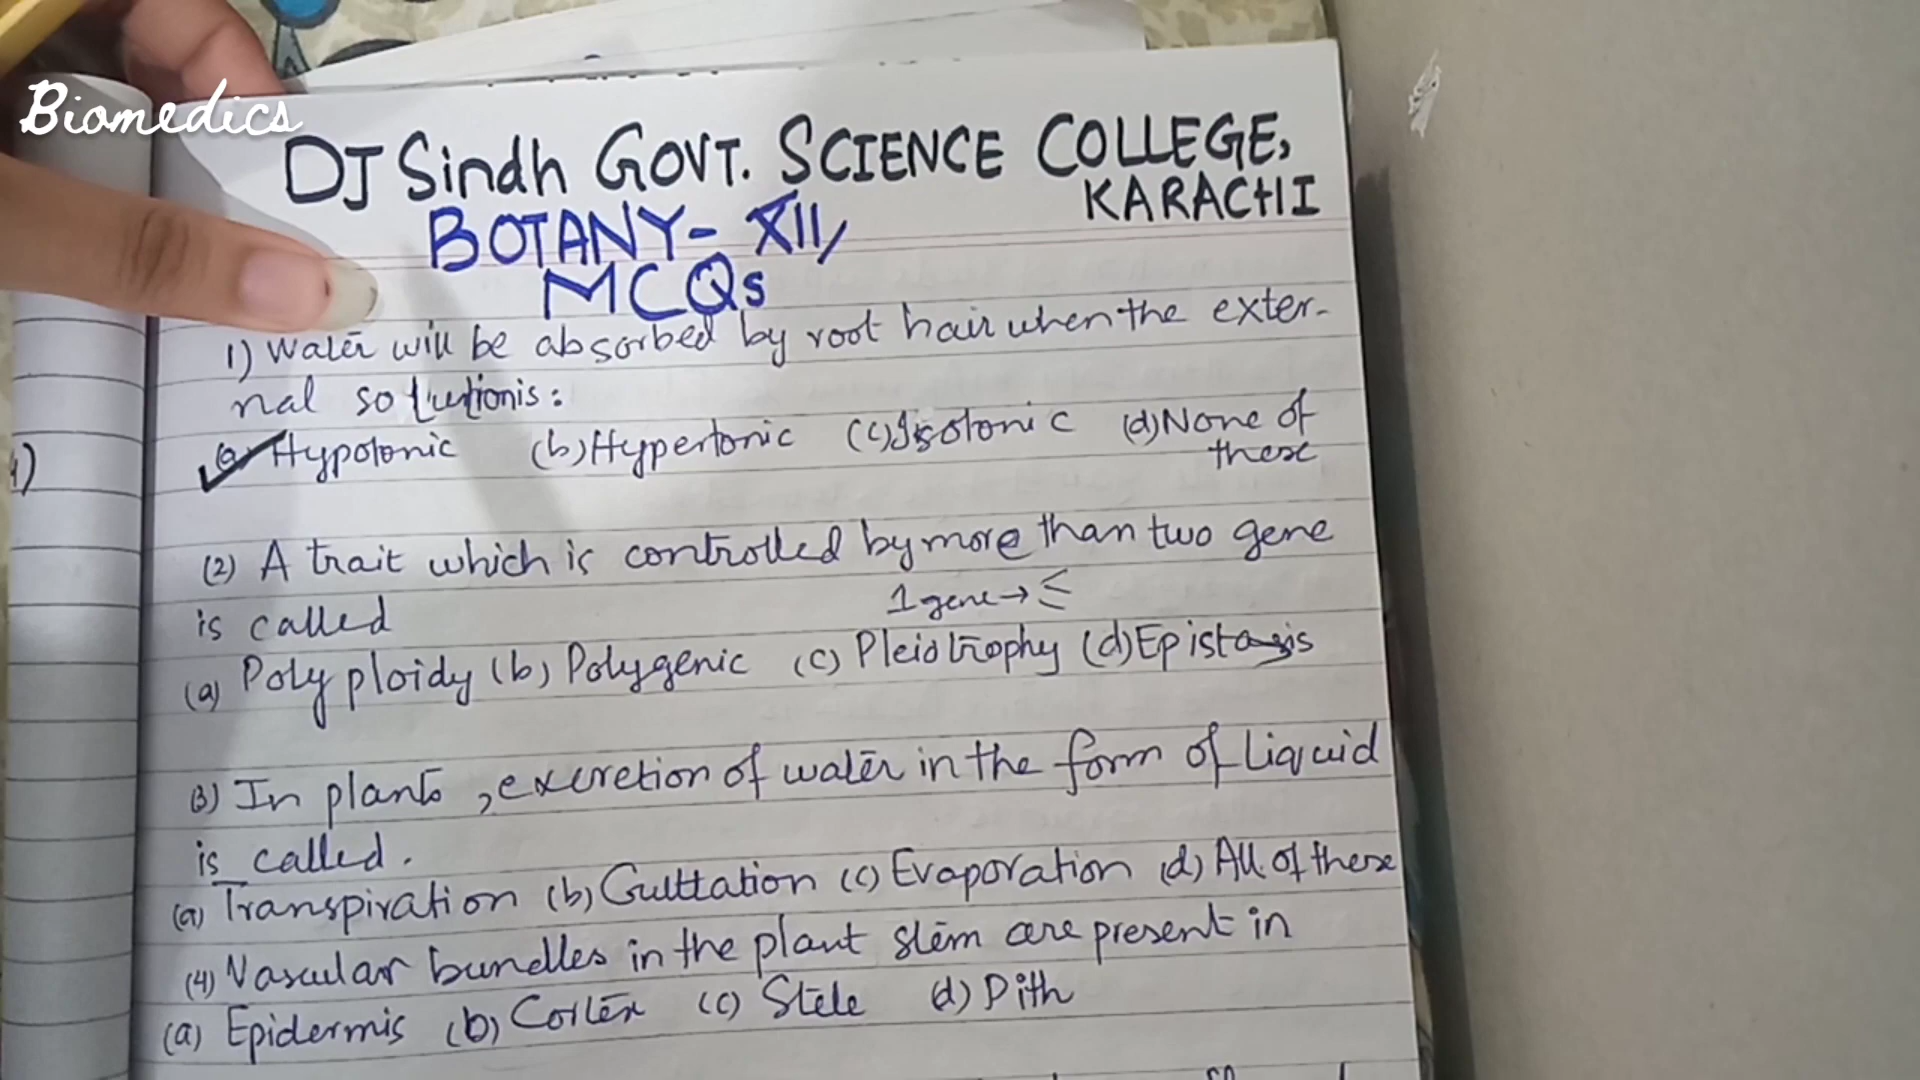 Biomedics
DJ Sindh GOVT. SCIENCE COLLEGE,
KARACHI
BOTANY- XII,
MCQs
1) Water will be absorbed by root hair when the exter-
nal solutionis:
(a) Hypotonic (b) Hypertonic (c) Isotonic (d) None of
these
(2) A trait which is controlled by more than two gene
1 gene →
is called
(a) Polyploidy (b) Polygenic (c) Pleiotrophy (d) Epistasis
(3) In plants, excretion of water in the form of Liquid
is called.
(a) Transpiration (b) Gulttation (c) Evaporation (d) All of these
(4) Vascular bundles in the plant stem are present in
(a) Epidermis (b) Cortex (c) Stele d) Pith